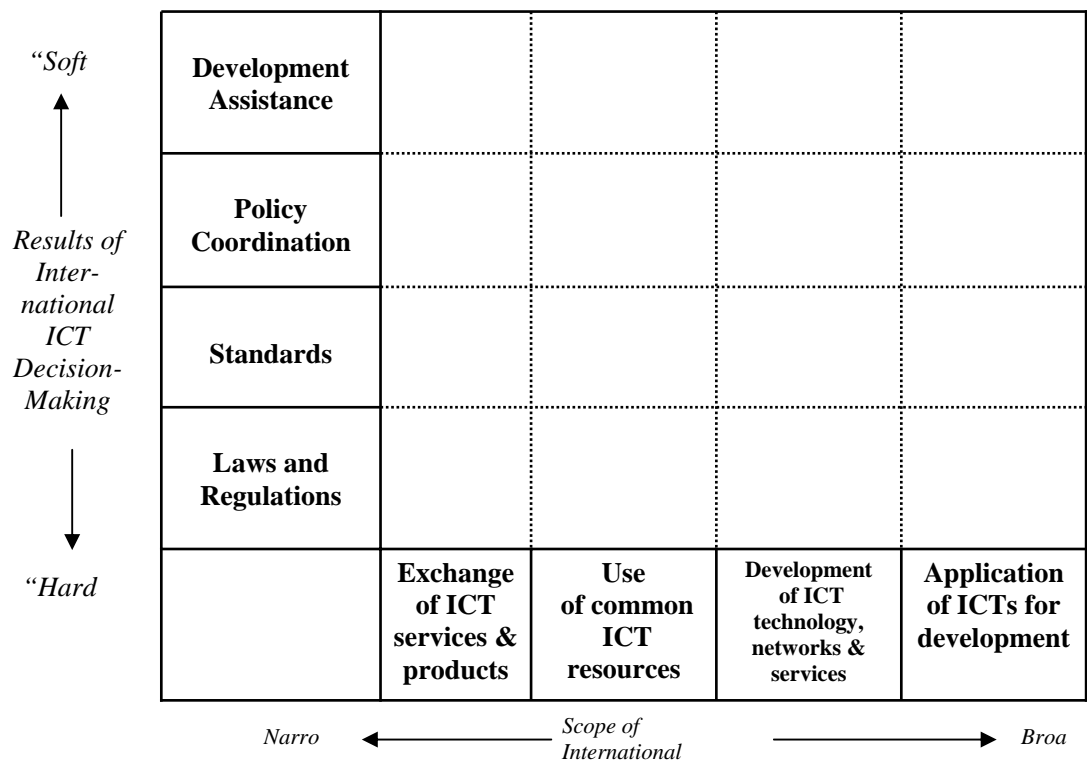 “Soft
Development
Assistance
Policy
Coordination
Results of
Inter-
national
ICT
Decision-
Making
Standards
Laws and
Regulations
“Hard
Exchange
of ICT
services &
products
Use
of common
ICT
resources
Development
of ICT
technology,
networks &
services
Application
of ICTs for
development
Narro
Scope of
International
Broa